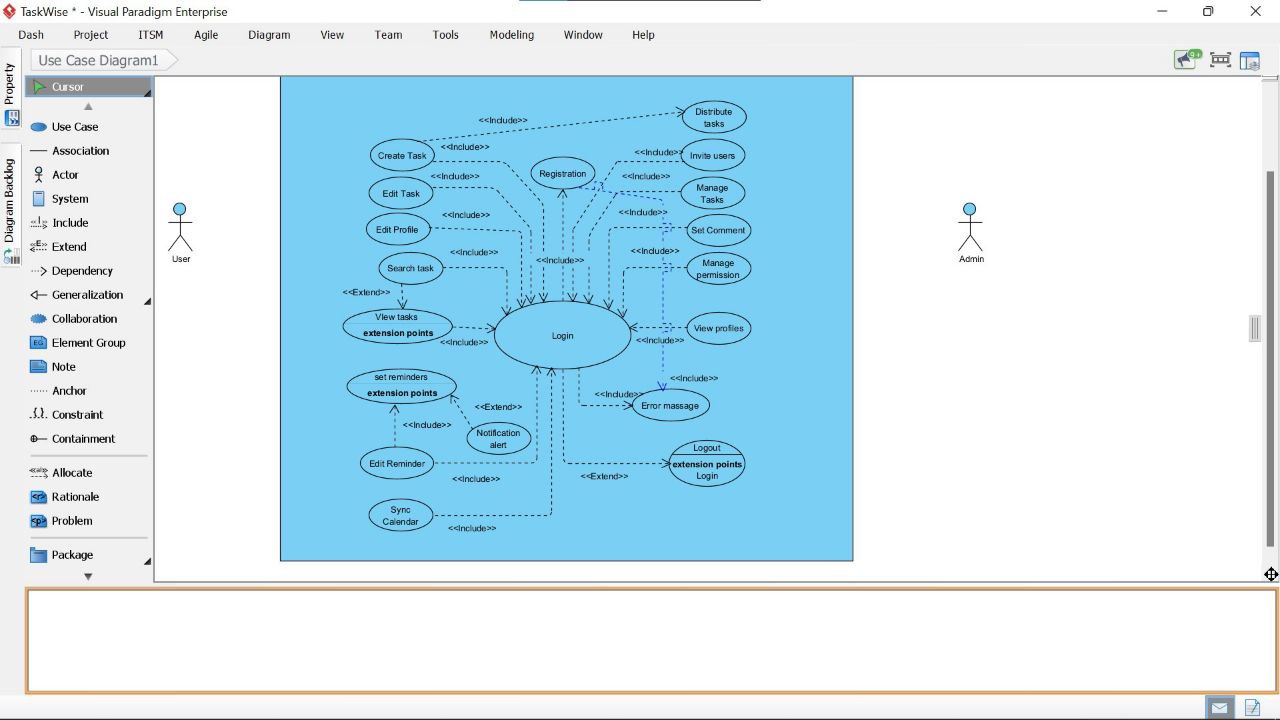 TaskWise * - Visual Paradigm Enterprise
Dash Project ITSM Agile Diagram View Team Tools Modeling Window Help
Property
Diagram Backlog
Use Case Diagram1
9+
Cursor
Use Case
Association
Actor
System
Include
Extend
Dependency
Generalization
Collaboration
Element Group
Note
Anchor
Constraint
Containment
Allocate
Rationale
Problem
Package
User
Admin
Distribute
tasks
<<Include>>
Create Task
<<Include>>
<<Include>>
Invite users
Registration
<<Include>>
<<Include>>
Edit Task
Manage
Tasks
<<Include>>
<<Include>>
Edit Profile
Set Comment
<<Include>>
<<Include>>
<<Include>>
Search task
Manage
permission
<<Extend>>
View tasks
extension points
<<Include>>
Login
View profiles
<<Include>>
set reminders
extension points
<<Include>>
<<Include>>
Error massage
<<Extend>>
<<Include>>
Notification
alert
Edit Reminder
<<Include>>
<<Extend>>
Logout
extension points
Login
Sync
Calendar
<<Include>>